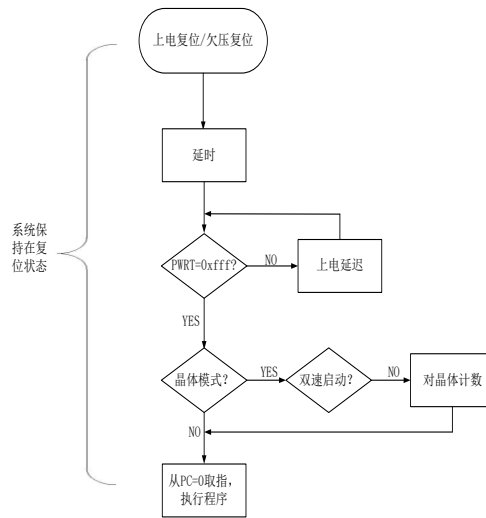 上电复位/欠压复位
延时
系统保
持在复
位状态
PWRT=0xfff?
NO
上电延迟
YES
晶体模式?
YES
双速启动?
NO
对晶体计数
NO
从PC=0取指,
执行程序